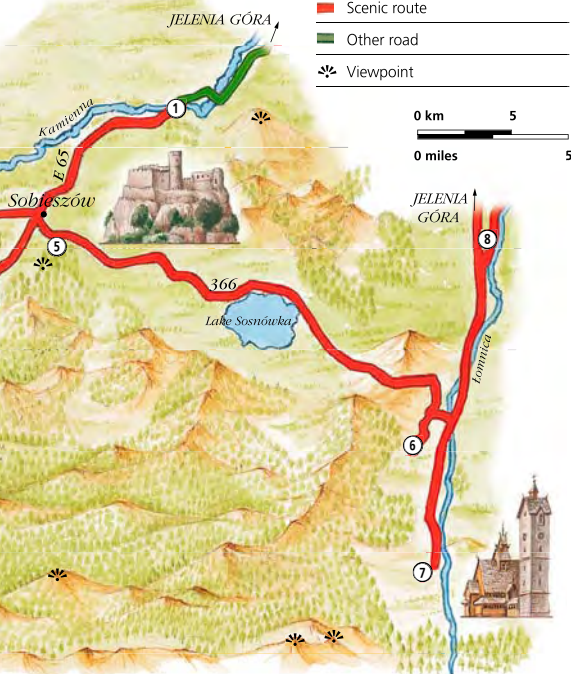 JELENIA GÓRA
Scenic route
Other road
Viewpoint
Kamienna
1
0 km 5
0 miles 5
E 65
Sobieszów
JELENIA
GÓRA
5
8
366
Lake Sosnówka
Łomnica
6
7